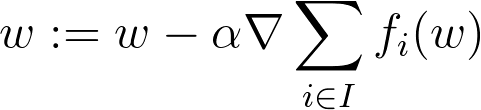 w := w − α∇ ∑_{i∈I} f_i(w)